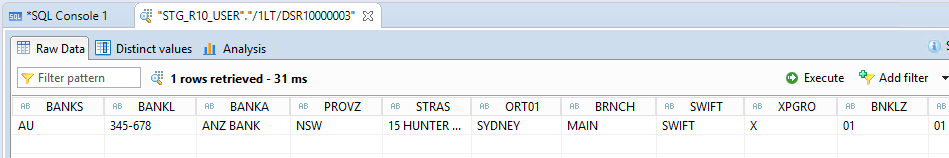 SQL *SQL Console 1 "STG_R10_USER"."/1LT/DSR10000003"
Raw Data Distinct values Analysis
Filter pattern 1 rows retrieved - 31 ms Execute Add filter
AB BANKS AB BANKL AB BANKA AB PROVZ AB STRAS AB ORT01 AB BRNCH AB SWIFT AB XPGRO AB BNKLZ AB
AU 345-678 ANZ BANK NSW 15 HUNTER ... SYDNEY MAIN SWIFT X 01 01